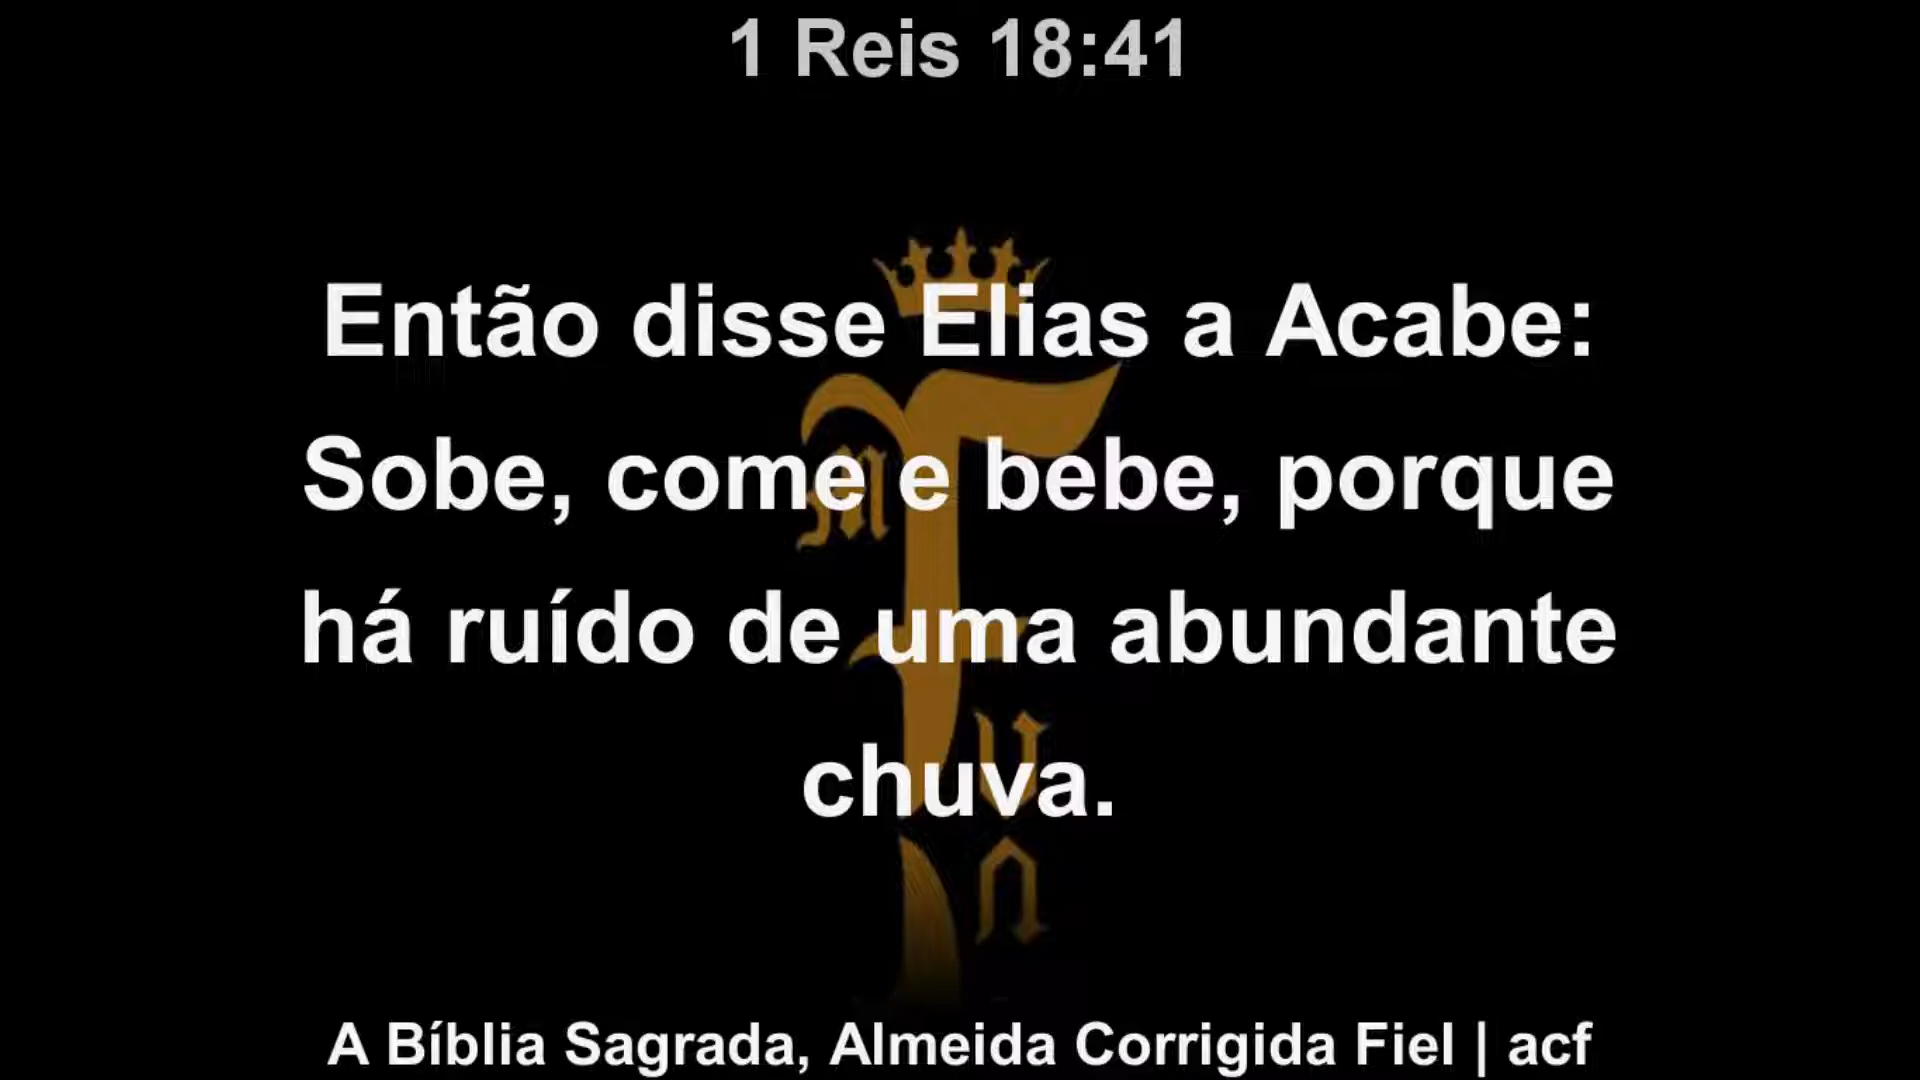 1 Reis 18:41
Então disse Elias a Acabe:
Sobe, come e bebe, porque
há ruído de uma abundante
chuva.
A Bíblia Sagrada, Almeida Corrigida Fiel | acf